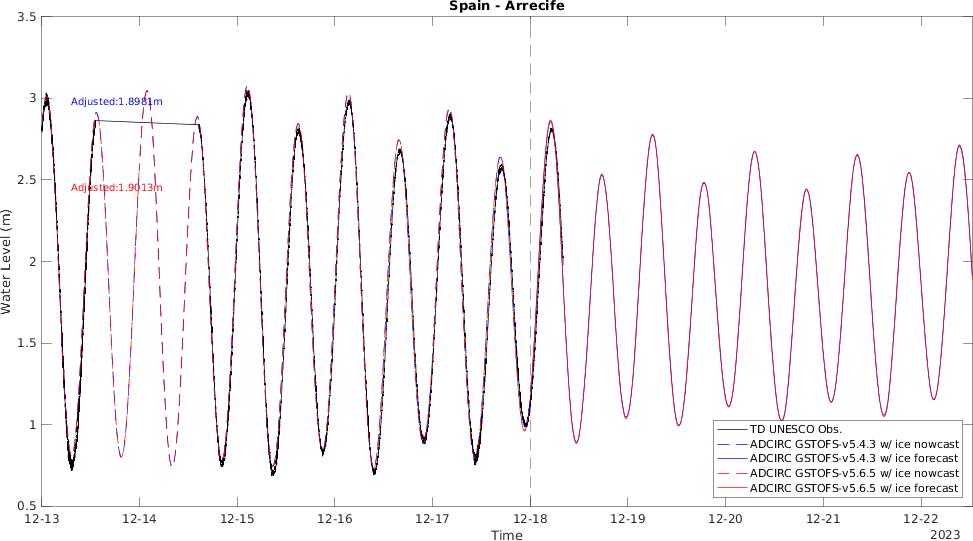 Spain - Arrecife
3.5
3
2.5
2
1.5
1
0.5
Water Level (m)
Adjusted:1.8981m
Adjusted:1.9013m
TD UNESCO Obs.
ADCIRC GSTOFS-v5.4.3 w/ ice nowcast
ADCIRC GSTOFS-v5.4.3 w/ ice forecast
ADCIRC GSTOFS-v5.6.5 w/ ice nowcast
ADCIRC GSTOFS-v5.6.5 w/ ice forecast
12-13 12-14 12-15 12-16 12-17 12-18 12-19 12-20 12-21 12-22
Time
2023